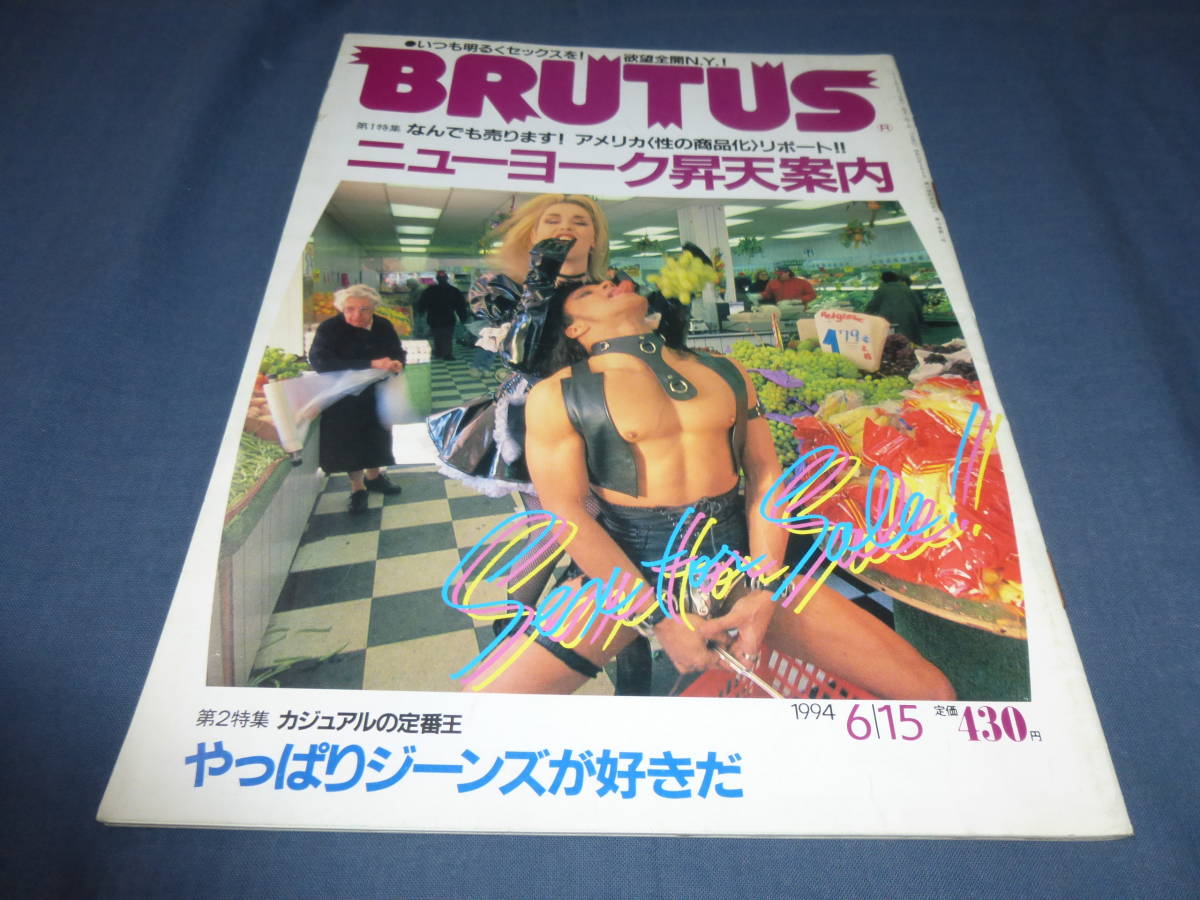 ●いつも明るくセックスを! 欲望全開N.Y.!
BRUTUS
第1特集 なんでも売ります! アメリカ〈性の商品化〉リポート!!
ニューヨーク昇天案内
1.79 LB
Sex For Sale!!
1994 6/15 定価430円
第2特集 カジュアルの定番王
やっぱりジーンズが好きだ